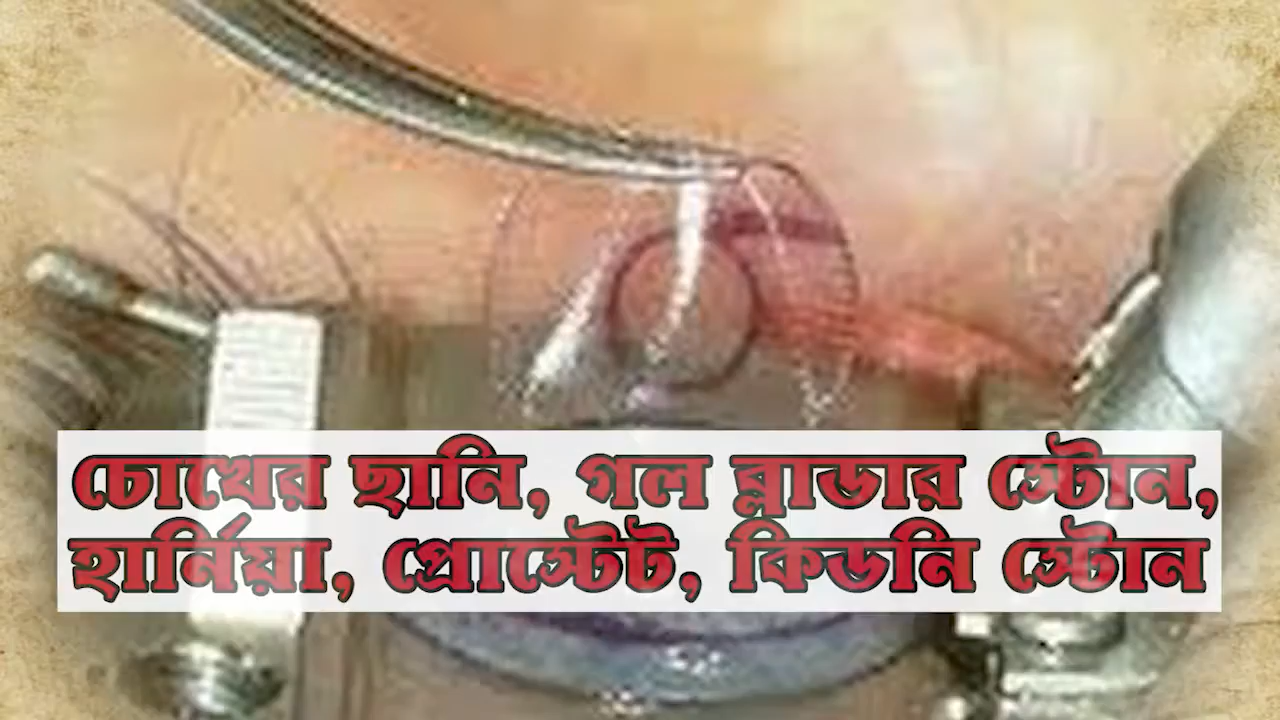 চোখের ছানি, গল ব্লাডার স্টোন,
হার্নিয়া, প্রোস্টেট, কিডনি স্টোন